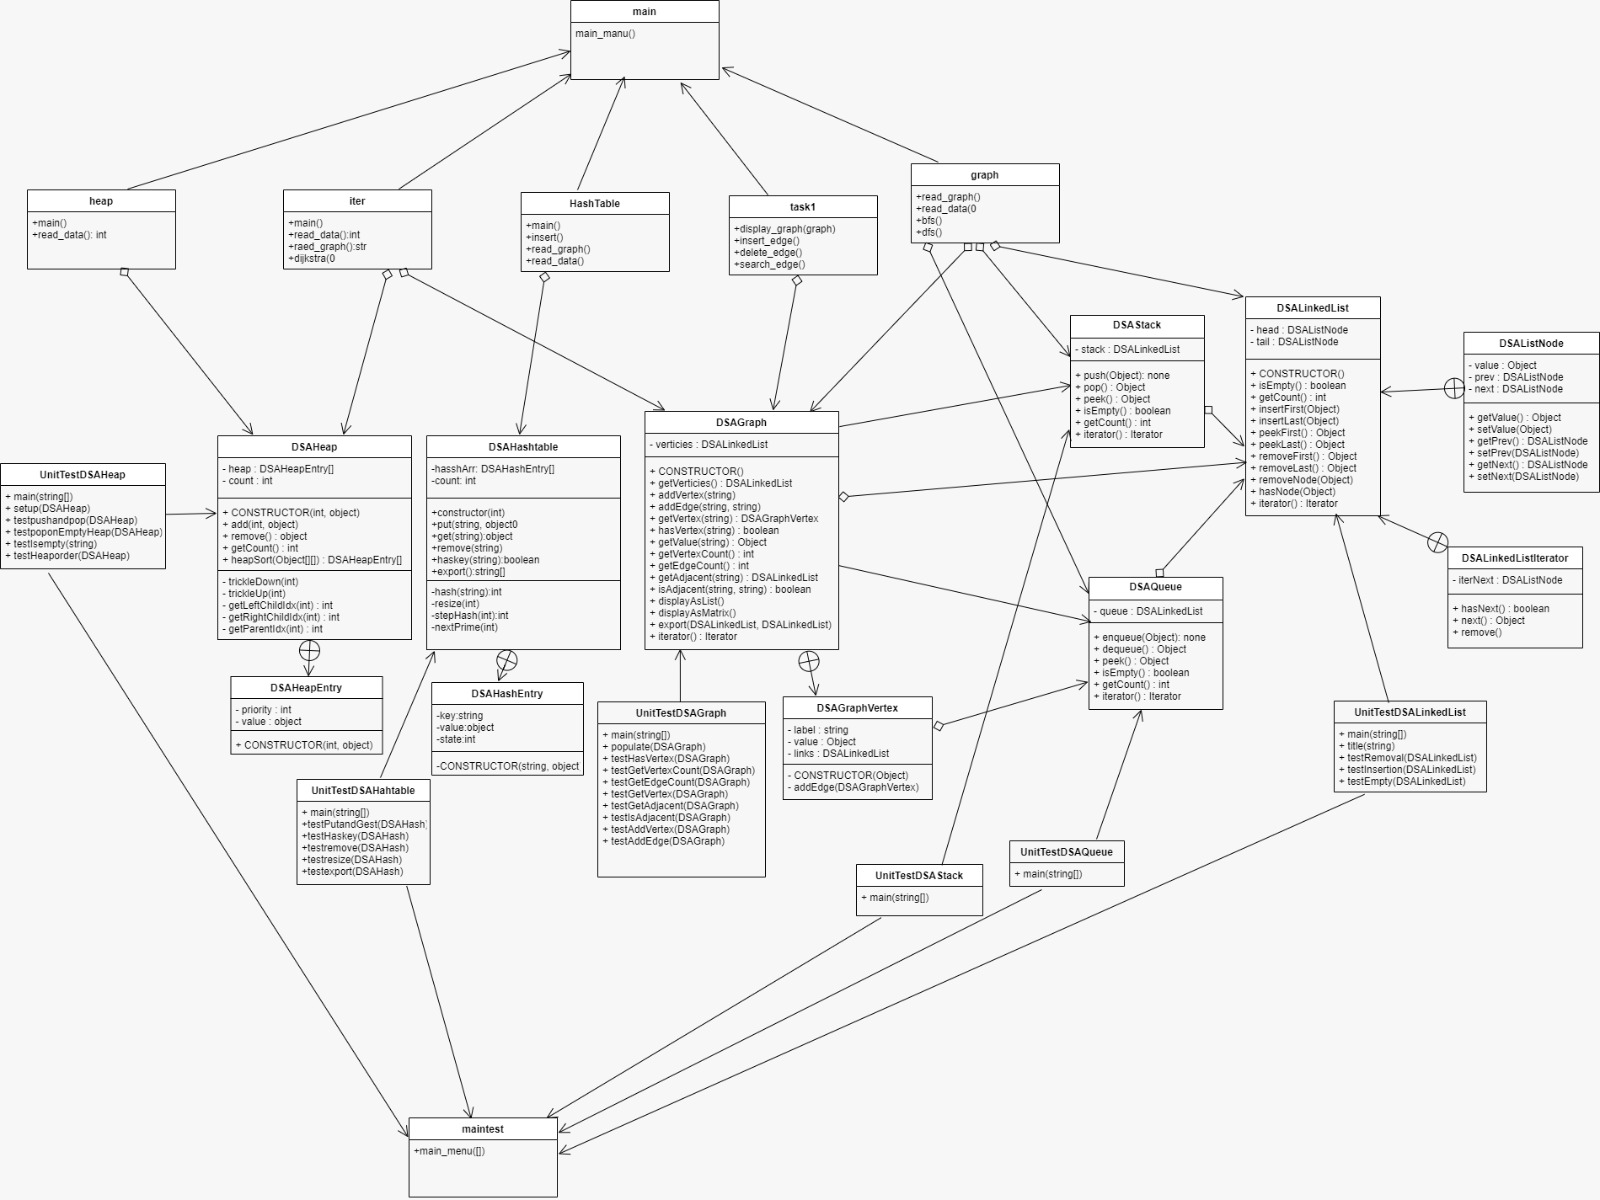 main
main_manu()
heap
+main()
+read_data(): int
iter
+main()
+read_data():int
+raed_graph():str
+dijkstra(0
HashTable
+main()
+insert()
+read_graph()
+read_data()
task1
+display_graph(graph)
+insert_edge()
+delete_edge()
+search_edge()
graph
+read_graph()
+read_data(0
+bfs()
+dfs()
DSAStack
- stack : DSALinkedList
+ push(Object): none
+ pop() : Object
+ peek() : Object
+ isEmpty() : boolean
+ getCount() : int
+ iterator() : Iterator
DSALinkedList
- head : DSAListNode
- tail : DSAListNode
+ CONSTRUCTOR()
+ isEmpty() : boolean
+ getCount() : int
+ insertFirst(Object)
+ insertLast(Object)
+ peekFirst() : Object
+ peekLast() : Object
+ removeFirst() : Object
+ removeLast() : Object
+ removeNode(Object)
+ hasNode(Object)
+ iterator() : Iterator
DSAListNode
- value : Object
- prev : DSAListNode
- next : DSAListNode
+ getValue() : Object
+ setValue(Object)
+ getPrev() : DSAListNode
+ setPrev(DSAListNode)
+ getNext() : DSAListNode
+ setNext(DSAListNode)
UnitTestDSAHeap
+ main(string[])
+ setup(DSAHeap)
+ testpushandpop(DSAHeap)
+ testpoponEmptyHeap(DSAHeap)
+ testIsempty(string)
+ testHeaporder(DSAHeap)
DSAHeap
- heap : DSAHeapEntry[]
- count : int
+ CONSTRUCTOR(int, object)
+ add(int, object)
+ remove() : object
+ getCount() : int
+ heapSort(Object[][]) : DSAHeapEntry[]
- trickleDown(int)
- trickleUp(int)
- getLeftChildIdx(int) : int
- getRightChildIdx(int) : int
- getParentIdx(int) : int
DSAHashtable
-hasshArr: DSAHashEntry[]
-count: int
+constructor(int)
+put(string, object0
+get(string):object
+remove(string)
+haskey(string):boolean
+export():string[]
-hash(string):int
-resize(int)
-stepHash(int):int
-nextPrime(int)
DSAGraph
- verticies : DSALinkedList
+ CONSTRUCTOR()
+ getVerticies() : DSALinkedList
+ addVertex(string)
+ addEdge(string, string)
+ getVertex(string) : DSAGraphVertex
+ hasVertex(string) : boolean
+ getValue(string) : Object
+ getVertexCount() : int
+ getEdgeCount() : int
+ getAdjacent(string) : DSALinkedList
+ isAdjacent(string, string) : boolean
+ displayAsList()
+ displayAsMatrix()
+ export(DSALinkedList, DSALinkedList)
+ iterator() : Iterator
DSALinkedListIterator
- iterNext : DSAListNode
+ hasNext() : boolean
+ next() : Object
+ remove()
DSAQueue
- queue : DSALinkedList
+ enqueue(Object): none
+ dequeue() : Object
+ peek() : Object
+ isEmpty() : boolean
+ getCount() : int
+ iterator() : Iterator
DSAHeapEntry
- priority : int
- value : object
+ CONSTRUCTOR(int, object)
DSAHashEntry
-key:string
-value:object
-state:int
-CONSTRUCTOR(string, object
UnitTestDSAGraph
+ main(string[])
+ populate(DSAGraph)
+ testHasVertex(DSAGraph)
+ testGetVertexCount(DSAGraph)
+ testGetEdgeCount(DSAGraph)
+ testGetVertex(DSAGraph)
+ testGetAdjacent(DSAGraph)
+ testIsAdjacent(DSAGraph)
+ testAddVertex(DSAGraph)
+ testAddEdge(DSAGraph)
DSAGraphVertex
- label : string
- value : Object
- links : DSALinkedList
- CONSTRUCTOR(Object)
- addEdge(DSAGraphVertex)
UnitTestDSALinkedList
+ main(string[])
+ title(string)
+ testRemoval(DSALinkedList)
+ testInsertion(DSALinkedList)
+ testEmpty(DSALinkedList)
UnitTestDSAHahtable
+ main(string[])
+testPutandGest(DSAHash)
+testHaskey(DSAHash)
+testremove(DSAHash)
+testresize(DSAHash)
+testexport(DSAHash)
UnitTestDSAStack
+ main(string[])
UnitTestDSAQueue
+ main(string[])
maintest
+main_menu([])